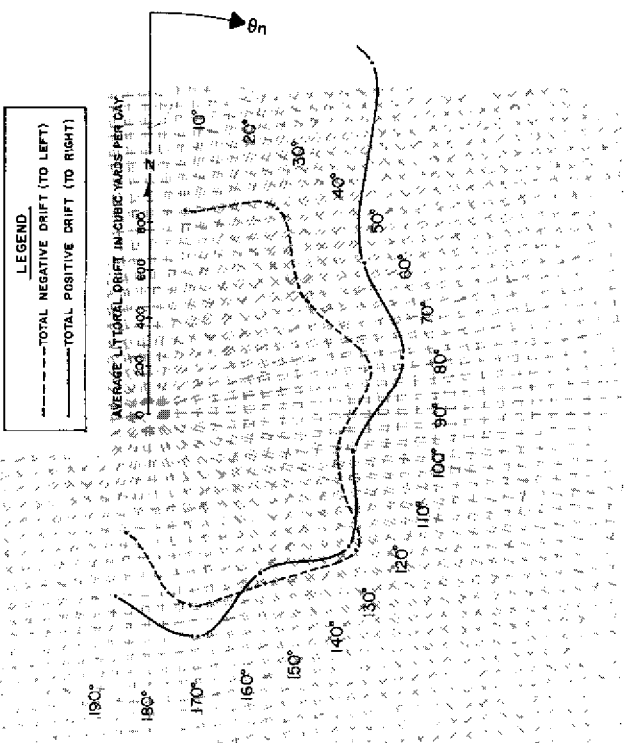 LEGEND
TOTAL NEGATIVE DRIFT (TO LEFT)
TOTAL POSITIVE DRIFT (TO RIGHT)
AVERAGE LITTORAL DRIFT IN CUBIC YARDS PER DAY
0 200 400 600 800
N
θn
10°
20°
30°
40°
50°
60°
70°
80°
90°
100°
110°
120°
130°
140°
150°
160°
170°
180°
190°